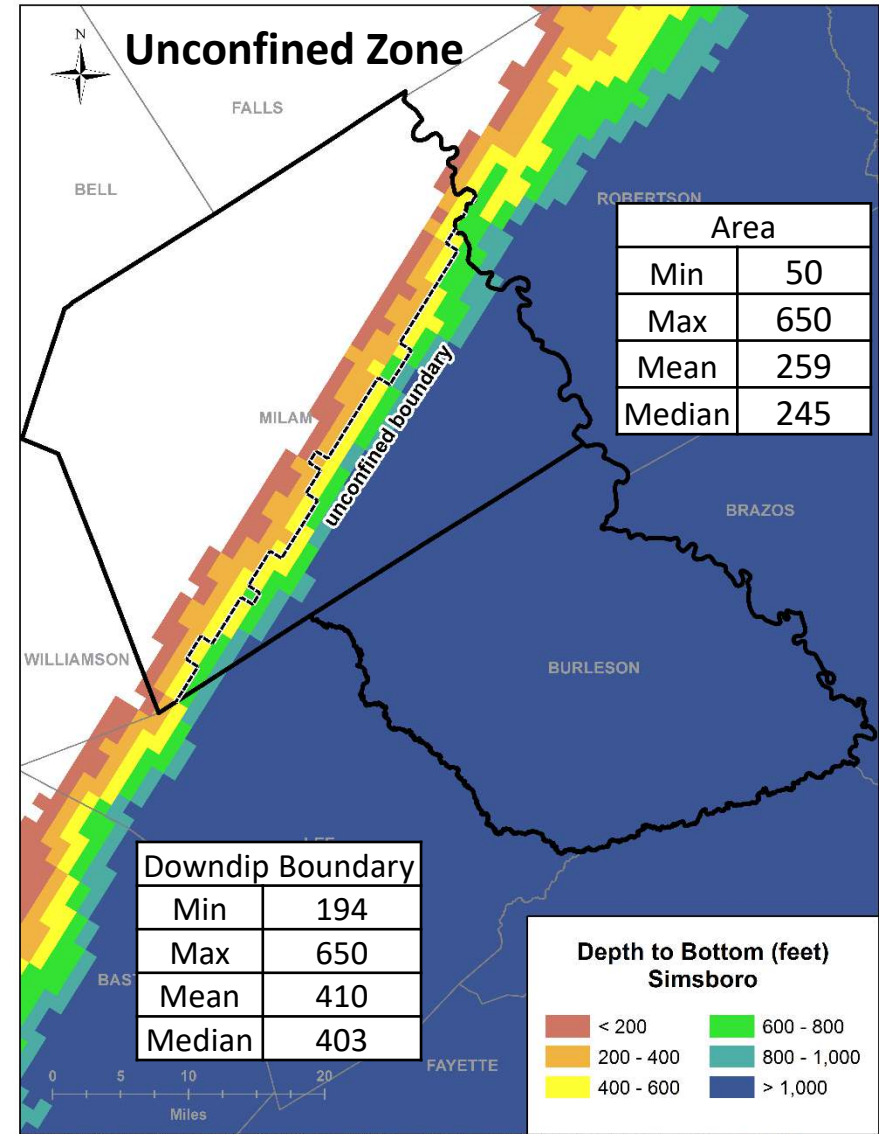 N
Unconfined Zone
FALLS
BELL
ROBERTSON
Area
Min 50
Max 650
Mean 259
Median 245
MILAM
unconfined boundary
BRAZOS
WILLIAMSON
BURLESON
Downdip Boundary
Min 194
Max 650
Mean 410
Median 403
FAYETTE
0 5 10 20
Miles
Depth to Bottom (feet)
Simsboro
< 200
200 - 400
400 - 600
600 - 800
800 - 1,000
> 1,000